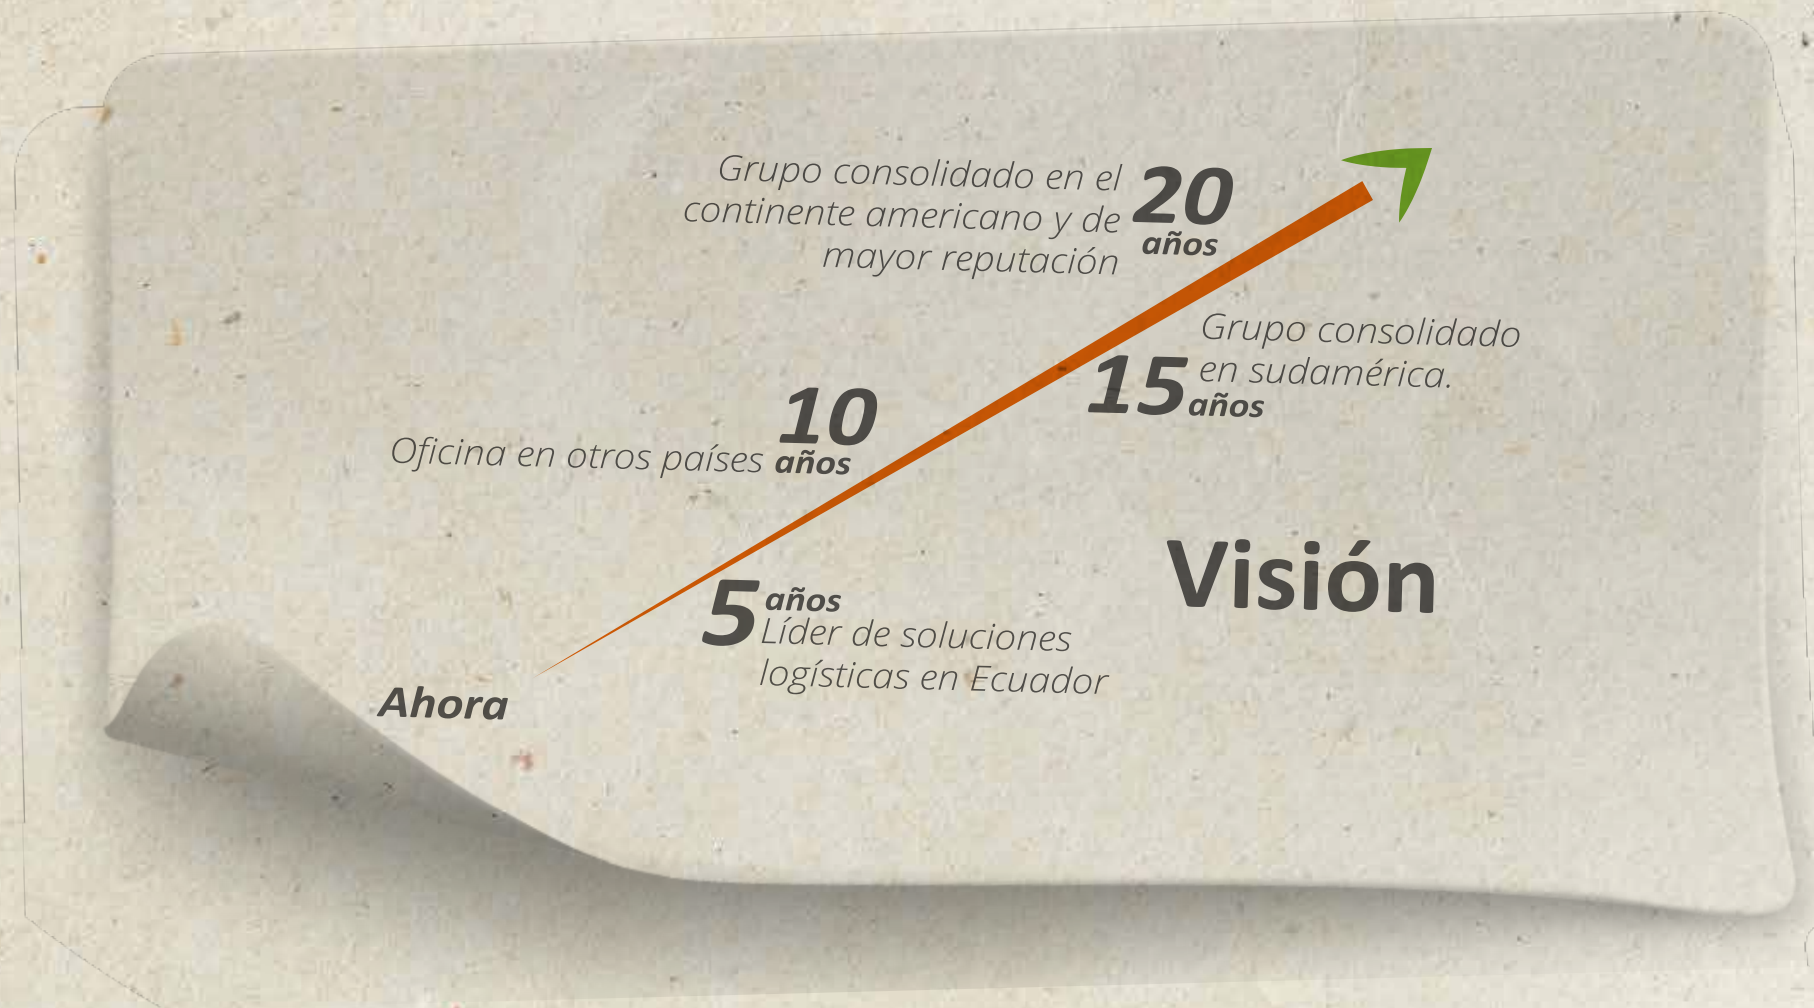 Grupo consolidado en el
continente americano y de
mayor reputación
20
años
Grupo consolidado
en sudamérica.
15
años
10
años
Oficina en otros países
5
años
Líder de soluciones
logísticas en Ecuador
Visión
Ahora